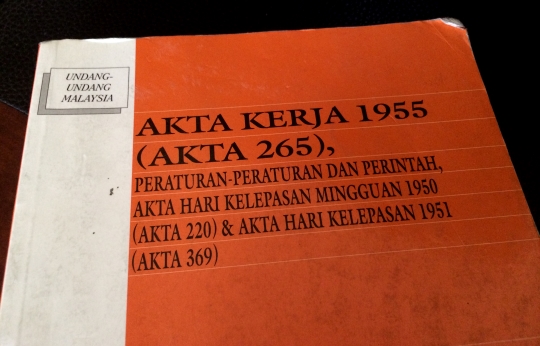 UNDANG-
UNDANG
MALAYSIA
AKTA KERJA 1955
(AKTA 265),
PERATURAN-PERATURAN DAN PERINTAH,
AKTA HARI KELEPASAN MINGGUAN 1950
(AKTA 220) & AKTA HARI KELEPASAN 1951
(AKTA 369)